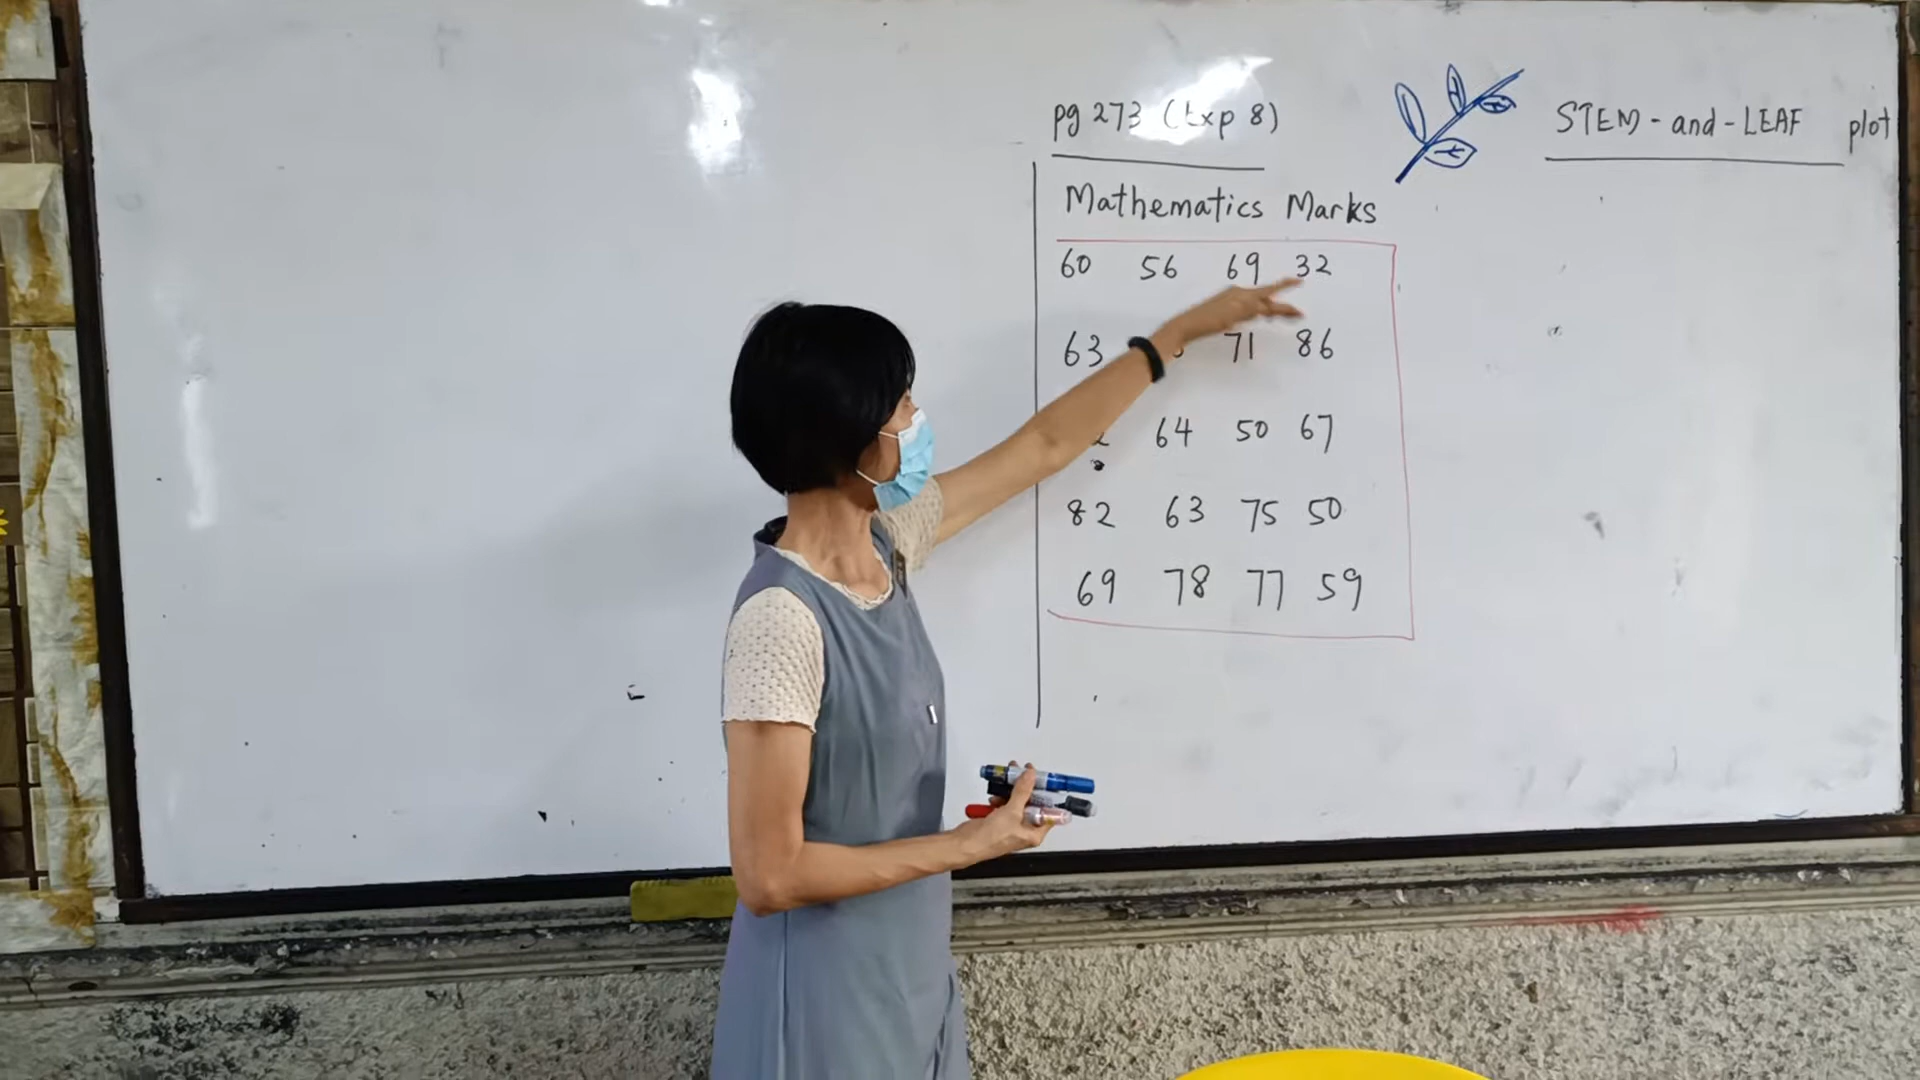 pg 273 (Exp 8)
STEM - and - LEAF plot
Mathematics Marks
60 56 69 32
63 71 86
64 50 67
82 63 75 50
69 78 77 59